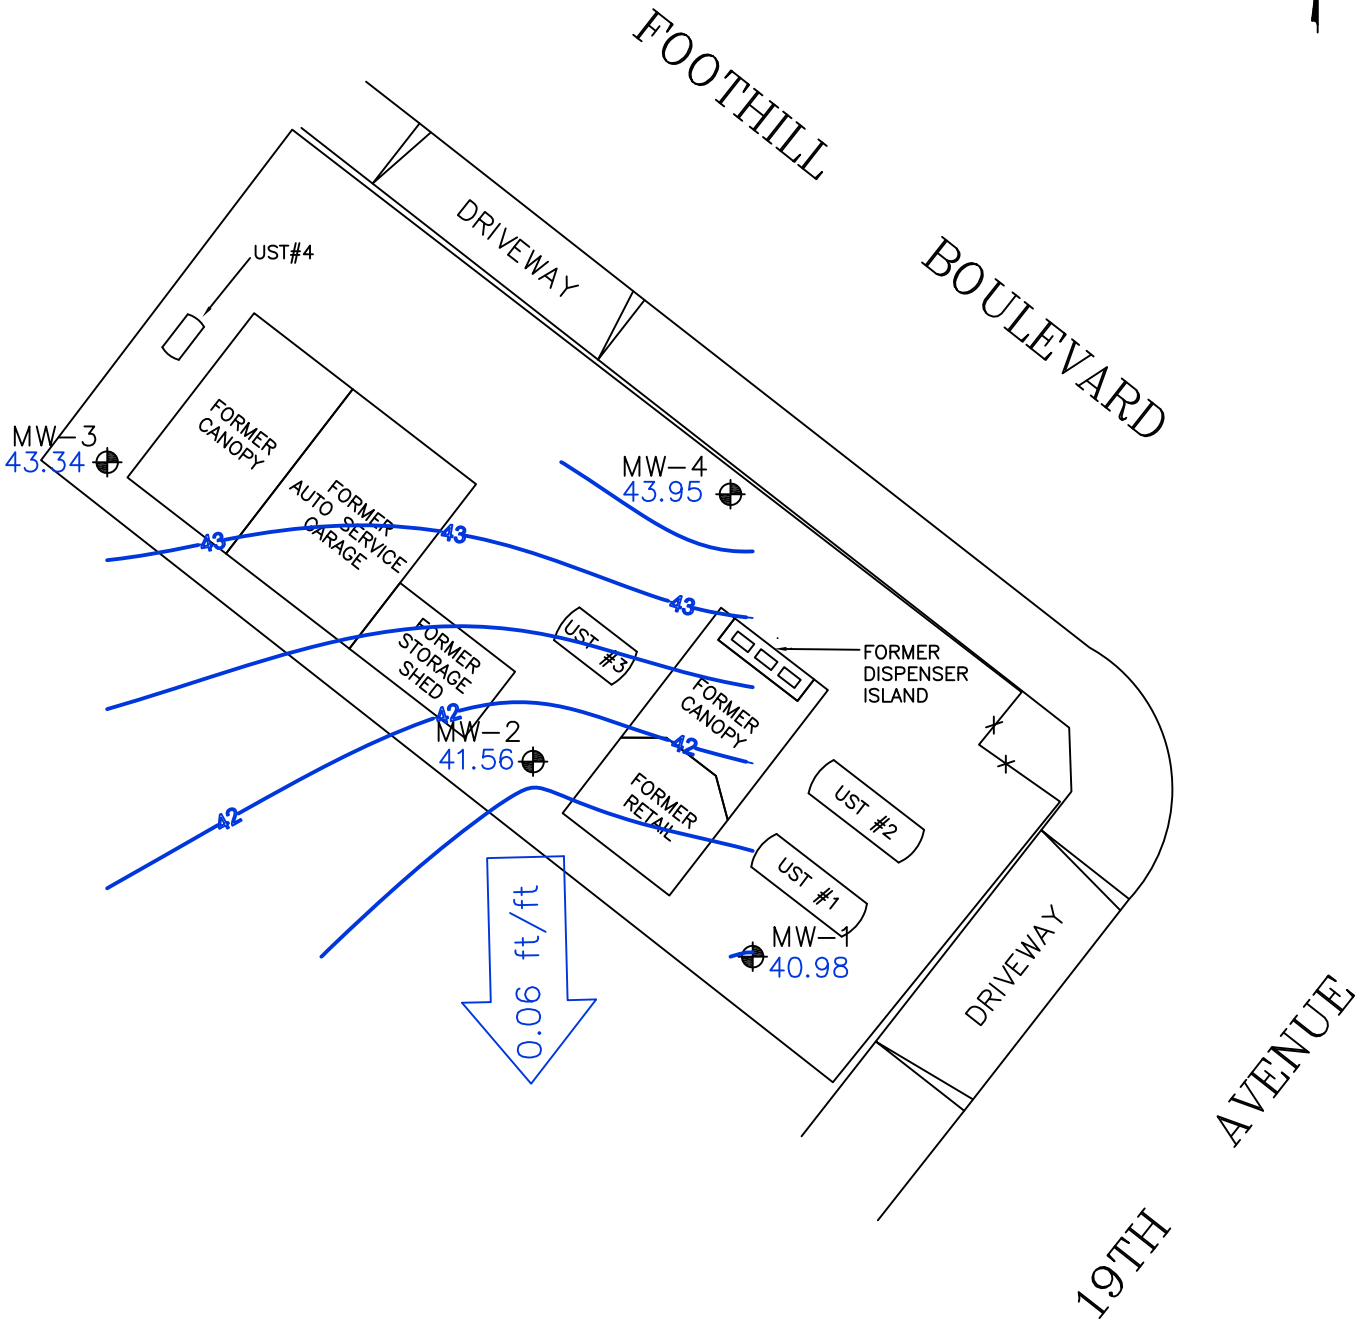 FOOTHILL
BOULEVARD
DRIVEWAY
UST#4
FORMER
CANOPY
MW-3
43.34
MW-4
43.95
FORMER
AUTO SERVICE
GARAGE
43
43
43
FORMER
STORAGE
SHED
UST #3
FORMER
DISPENSER
ISLAND
FORMER
CANOPY
42
42
42
MW-2
41.56
FORMER
RETAIL
UST #2
UST #1
MW-1
40.98
0.06 ft/ft
DRIVEWAY
19TH
AVENUE